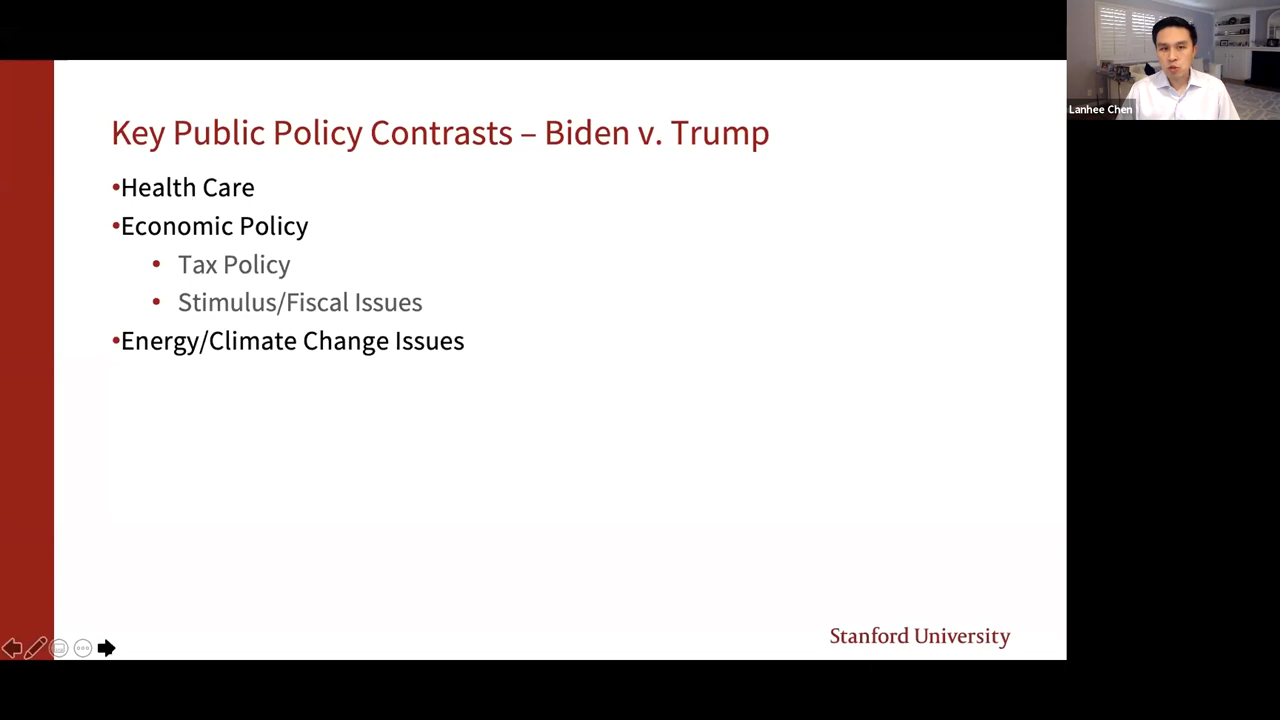 Key Public Policy Contrasts – Biden v. Trump
•Health Care
•Economic Policy
• Tax Policy
• Stimulus/Fiscal Issues
•Energy/Climate Change Issues
Stanford University
Lanhee Chen